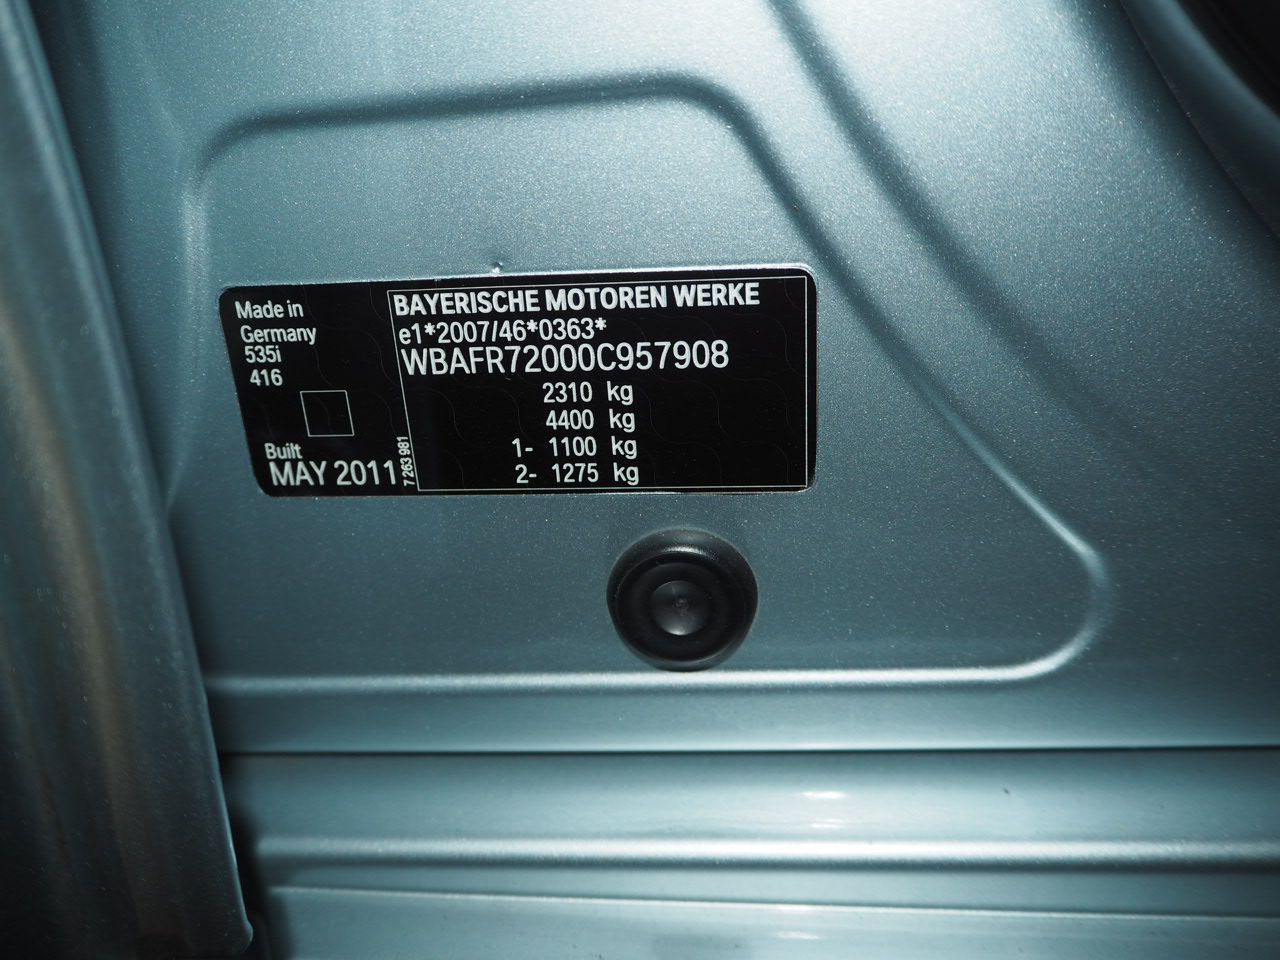 Made in
Germany
535i
416
Built
MAY 2011
7 263 981
BAYERISCHE MOTOREN WERKE
e1*2007/46*0363*
WBAFR72000C957908
2310 kg
4400 kg
1- 1100 kg
2- 1275 kg